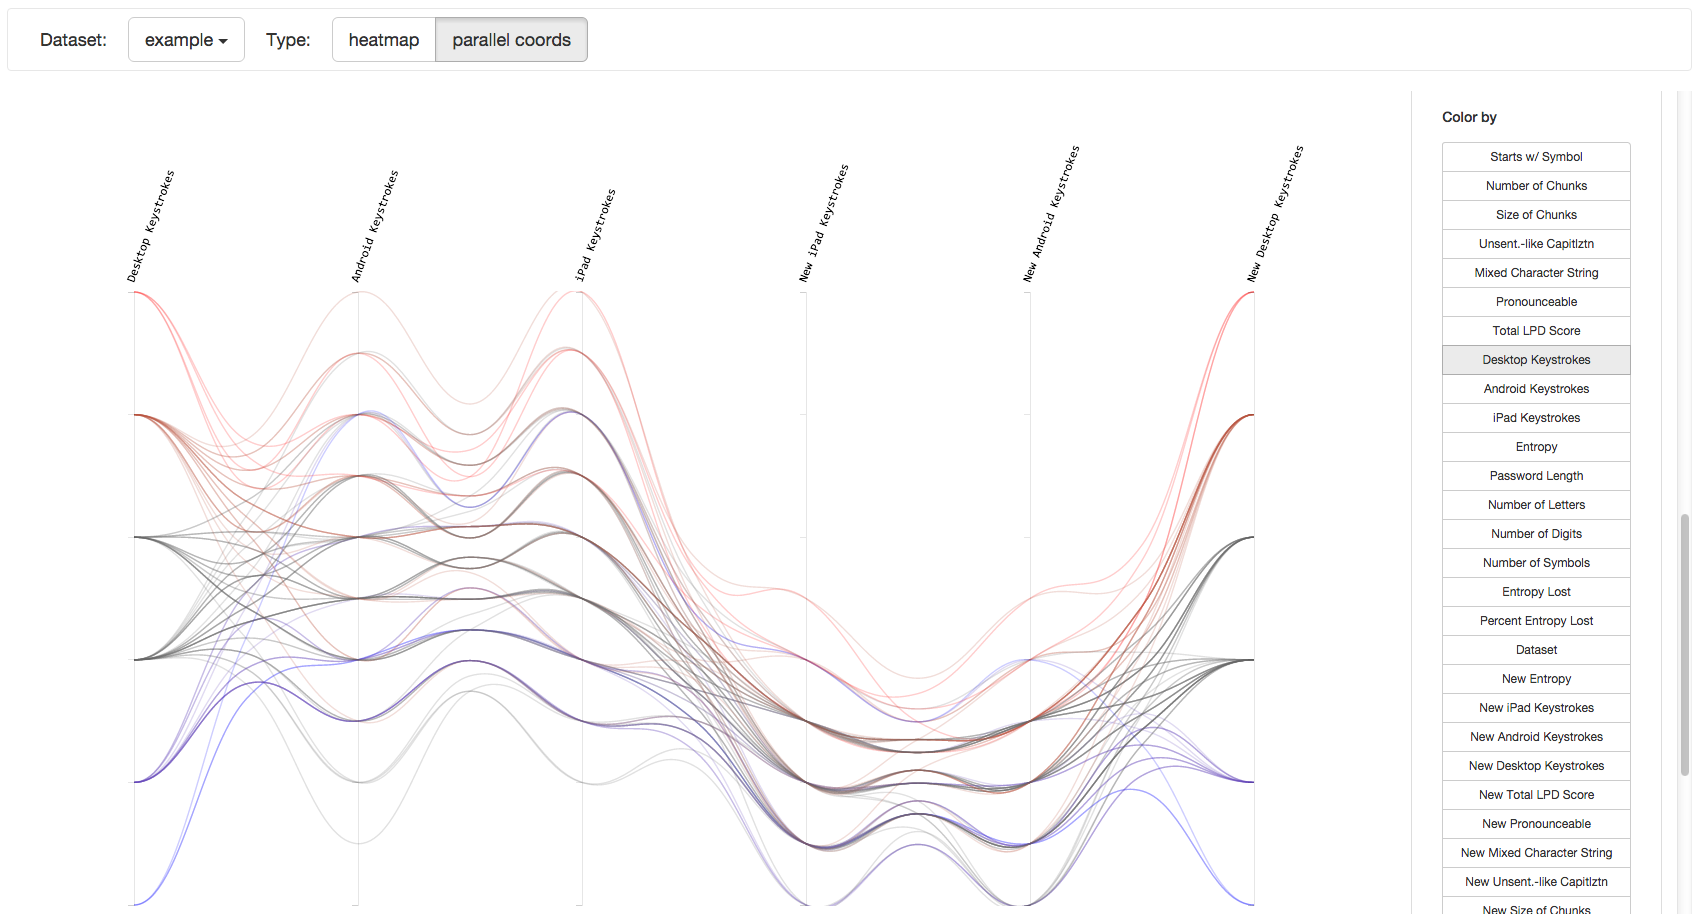 Dataset: example Type: heatmap parallel coords
Desktop Keystrokes
Android Keystrokes
iPad Keystrokes
New iPad Keystrokes
New Android Keystrokes
New Desktop Keystrokes
Color by
Starts w/ Symbol
Number of Chunks
Size of Chunks
Unsent.-like Capitlztn
Mixed Character String
Pronounceable
Total LPD Score
Desktop Keystrokes
Android Keystrokes
iPad Keystrokes
Entropy
Password Length
Number of Letters
Number of Digits
Number of Symbols
Entropy Lost
Percent Entropy Lost
Dataset
New Entropy
New iPad Keystrokes
New Android Keystrokes
New Desktop Keystrokes
New Total LPD Score
New Pronounceable
New Mixed Character String
New Unsent.-like Capitlztn
New Size of Chunks